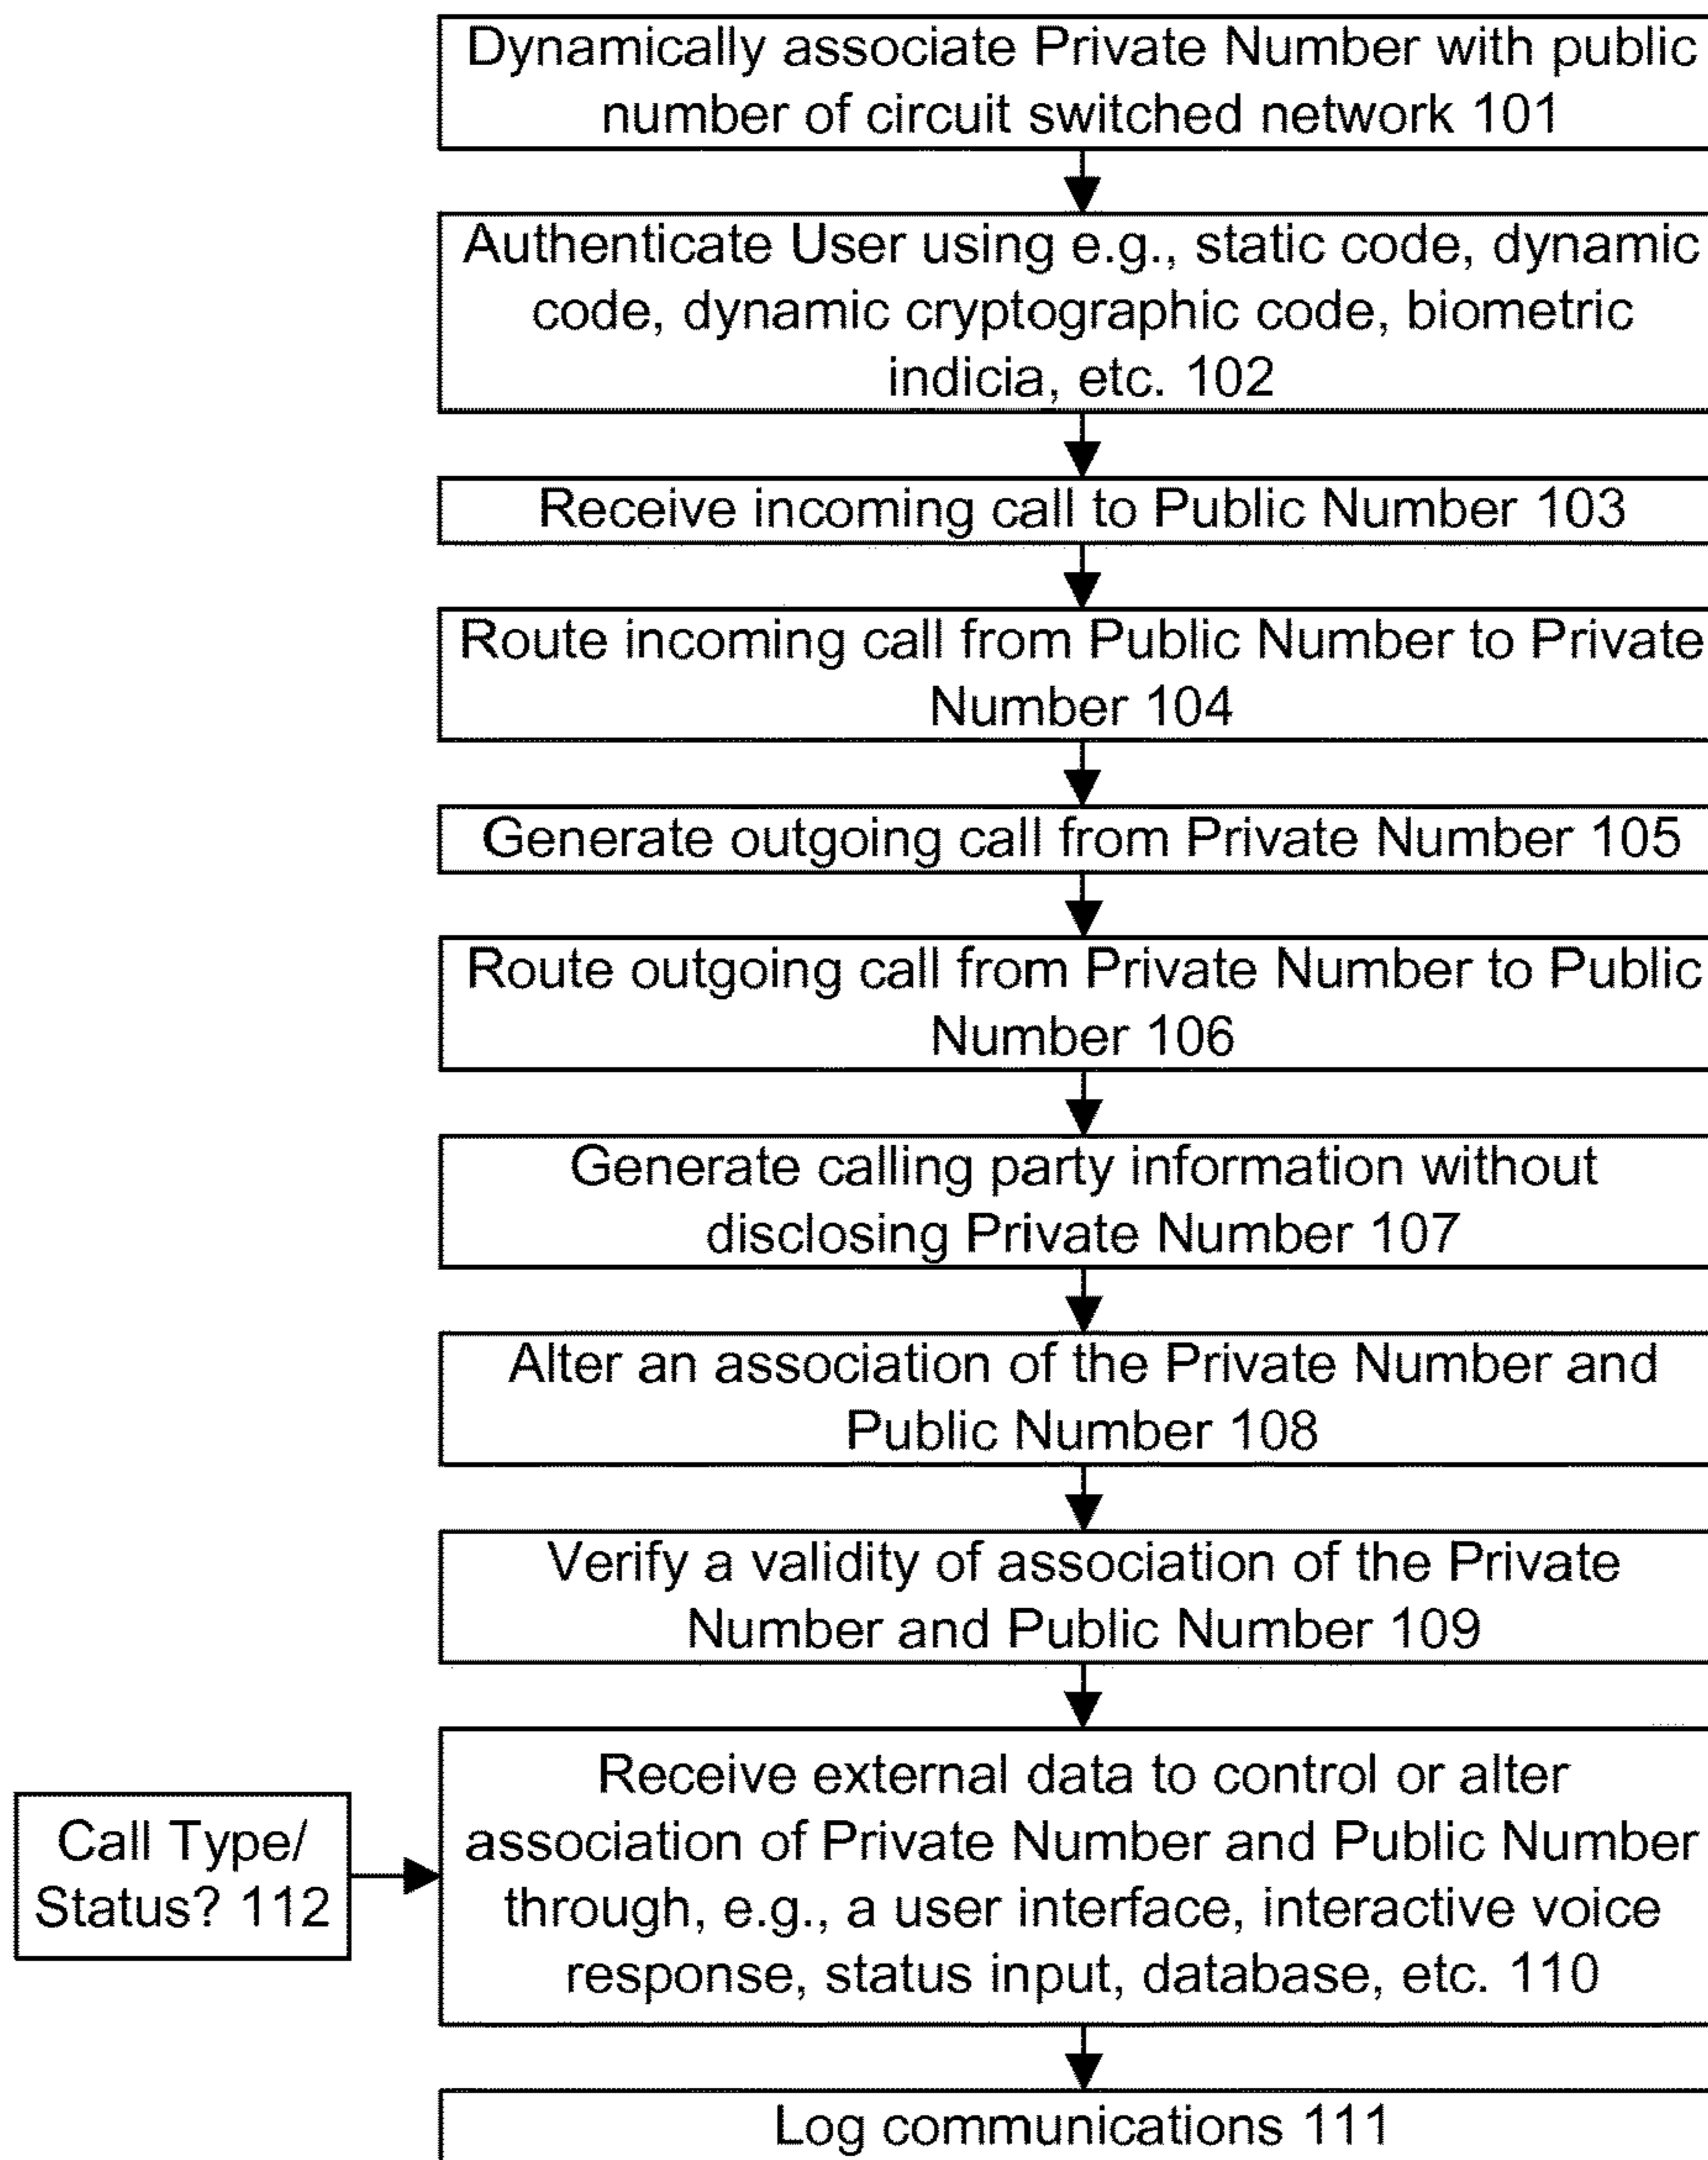 Dynamically associate Private Number with public
number of circuit switched network 101
Authenticate User using e.g., static code, dynamic
code, dynamic cryptographic code, biometric
indicia, etc. 102
Receive incoming call to Public Number 103
Route incoming call from Public Number to Private
Number 104
Generate outgoing call from Private Number 105
Route outgoing call from Private Number to Public
Number 106
Generate calling party information without
disclosing Private Number 107
Alter an association of the Private Number and
Public Number 108
Verify a validity of association of the Private
Number and Public Number 109
Call Type/
Status? 112
Receive external data to control or alter
association of Private Number and Public Number
through, e.g., a user interface, interactive voice
response, status input, database, etc. 110
Log communications 111